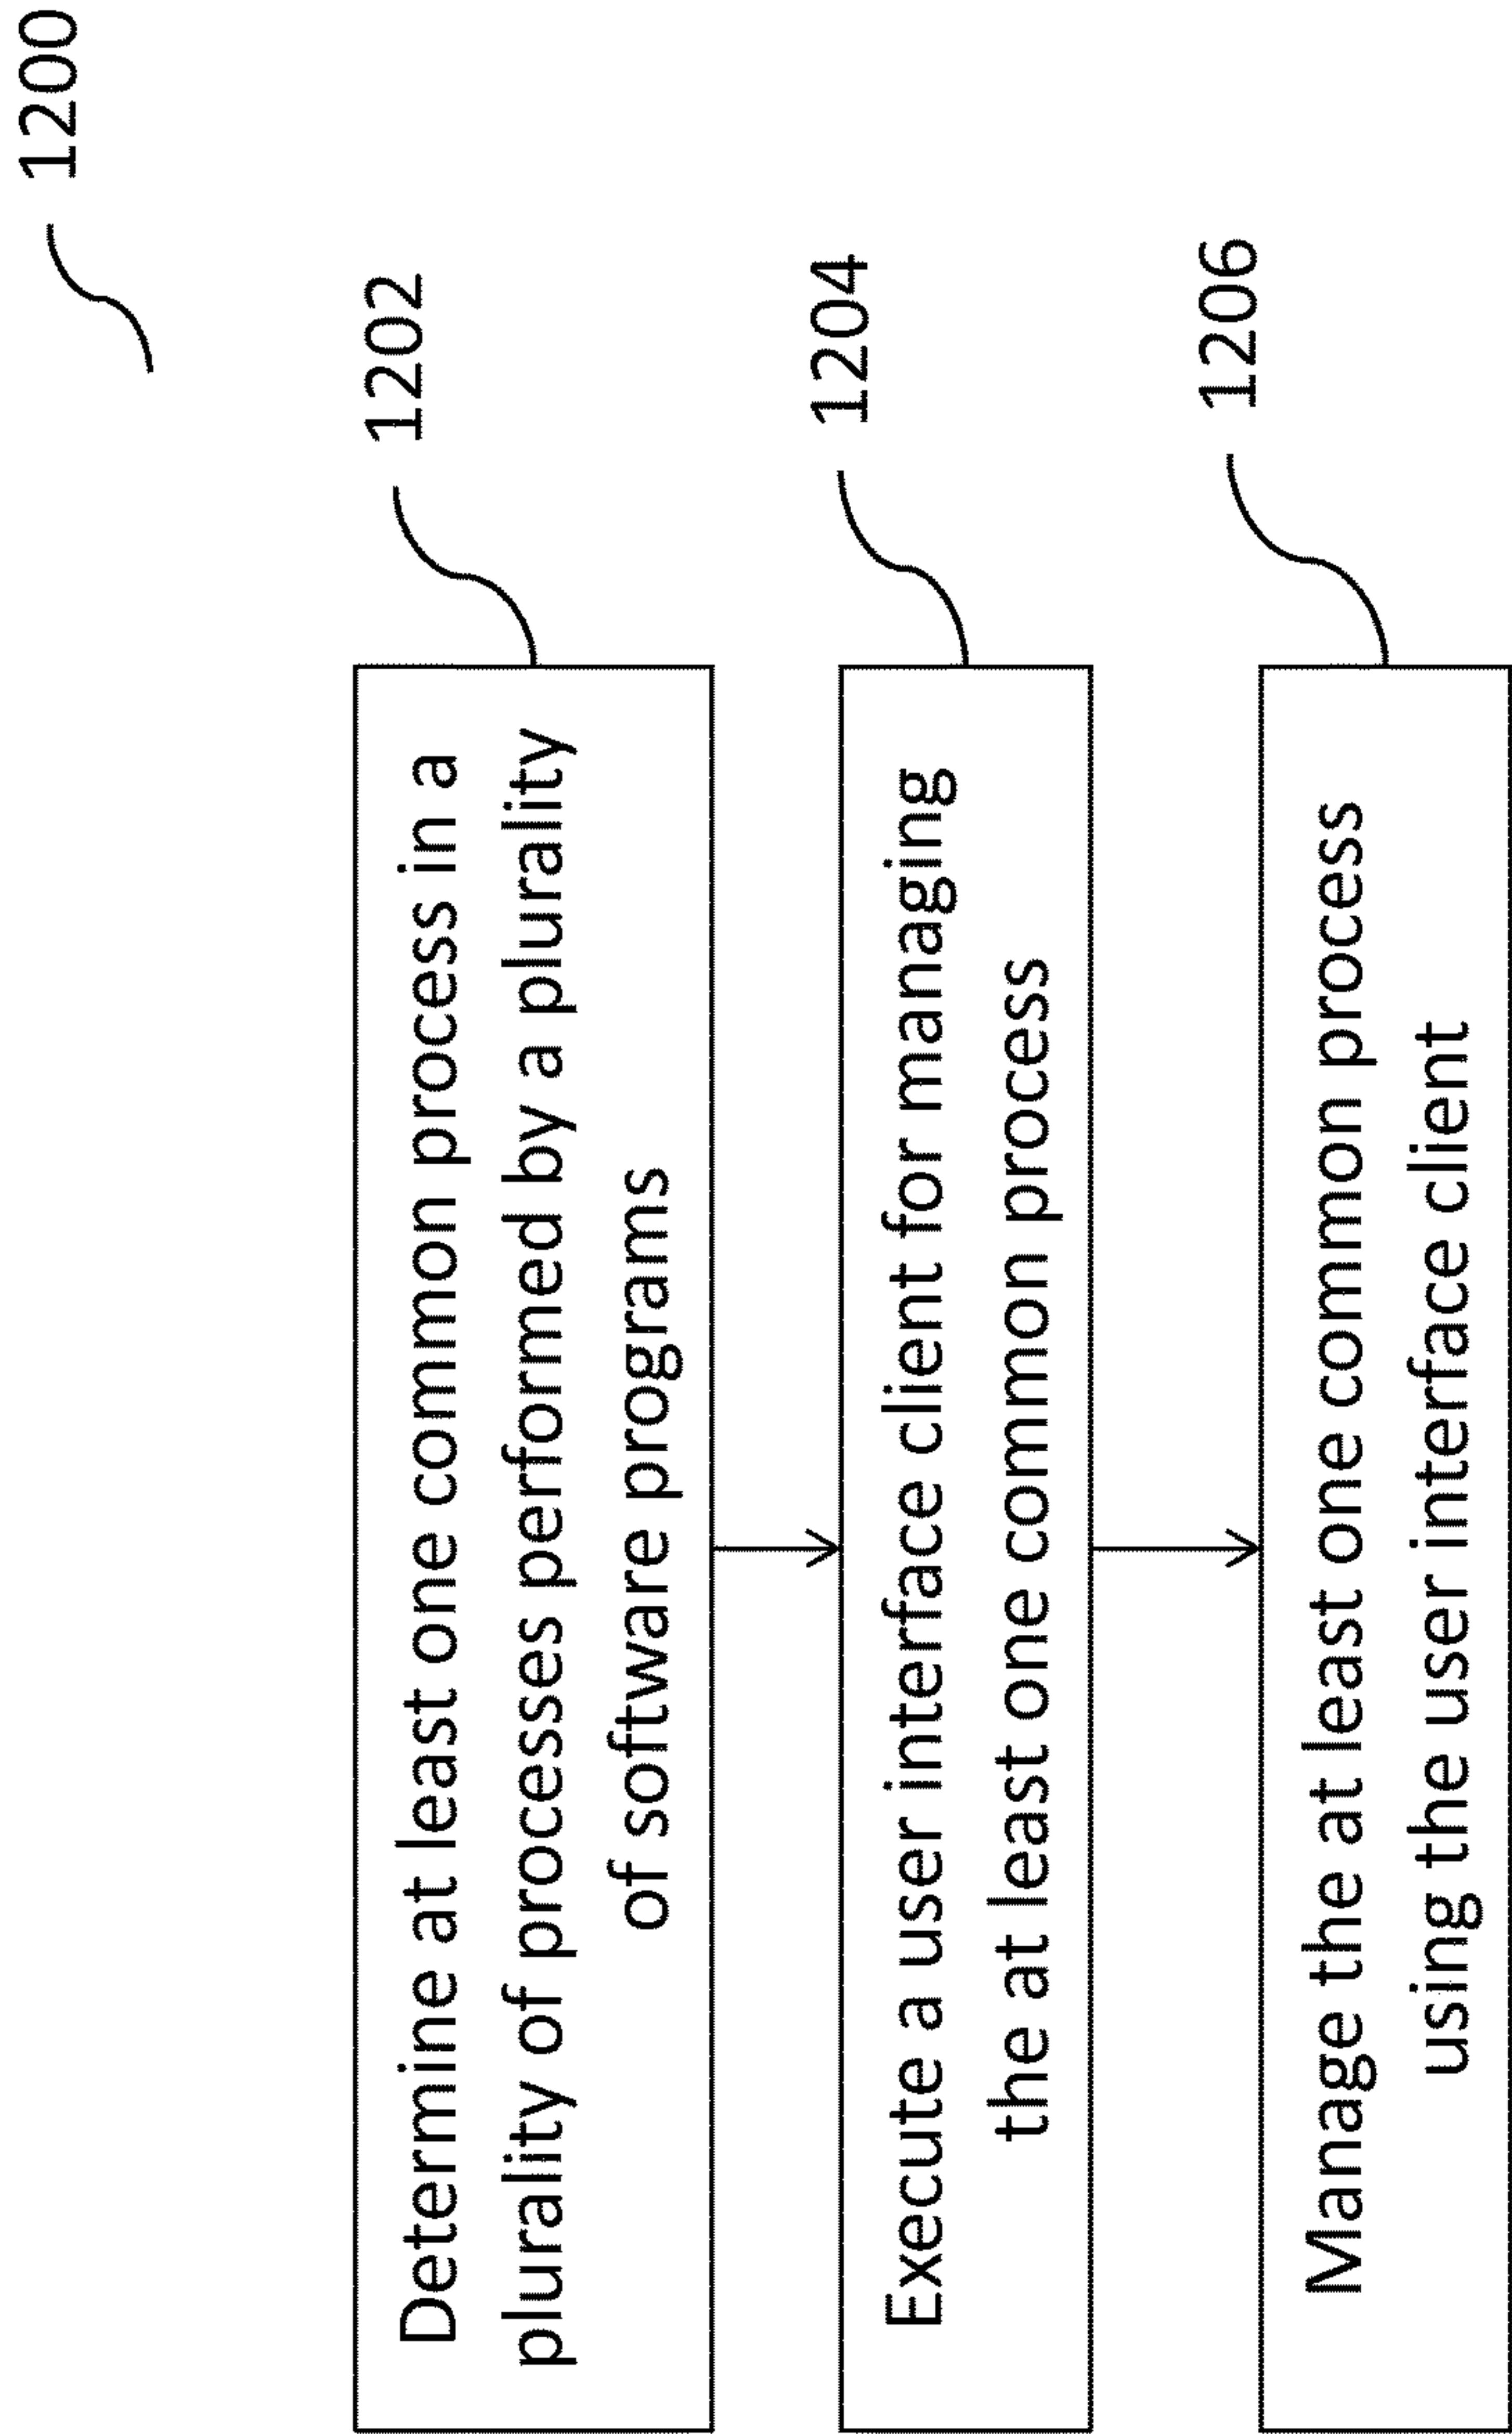 1200
1202
Determine at least one common process in a
plurality of processes performed by a plurality
of software programs
1204
Execute a user interface client for managing
the at least one common process
1206
Manage the at least one common process
using the user interface client